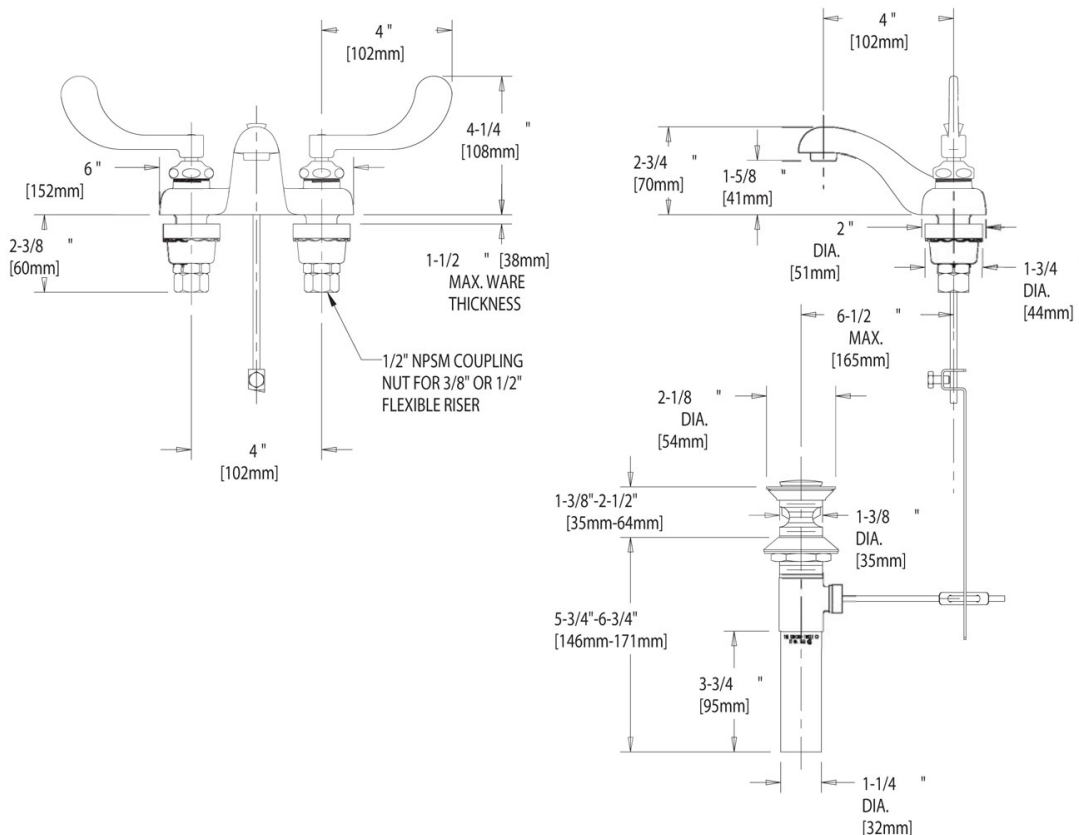 4 "
[102mm]
4-1/4 "
[108mm]
6 "
[152mm]
2-3/8 "
[60mm]
1-1/2 " [38mm]
MAX. WARE
THICKNESS
1/2" NPSM COUPLING
NUT FOR 3/8" OR 1/2"
FLEXIBLE RISER
4 "
[102mm]
4 "
[102mm]
2-3/4 "
[70mm]
1-5/8 "
[41mm]
2 "
DIA.
[51mm]
1-3/4
DIA.
[44mm]
6-1/2 "
MAX.
[165mm]
2-1/8 "
DIA.
[54mm]
1-3/8"-2-1/2"
[35mm-64mm]
1-3/8 "
DIA.
[35mm]
5-3/4"-6-3/4"
[146mm-171mm]
3-3/4 "
[95mm]
1-1/4 "
DIA.
[32mm]